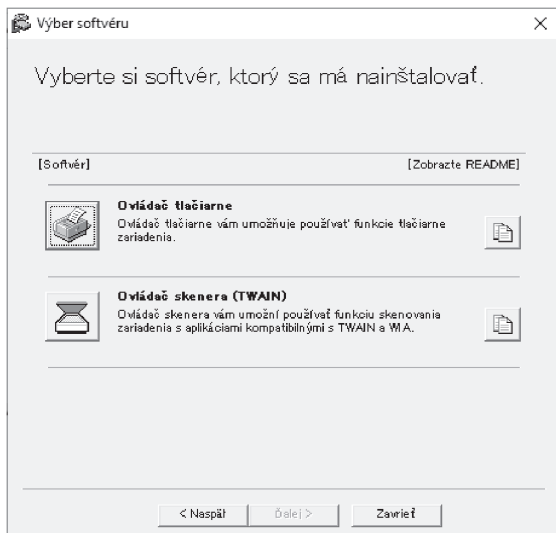 Výber softvéru
Vyberte si softvér, ktorý sa má nainštalovať.
[Softvér] [Zobrazte README]
Ovládač tlačiarne
Ovládač tlačiarne vám umožňuje používať funkcie tlačiarne
zariadenia.
Ovládač skenera (TWAIN)
Ovládač skenera vám umožní používať funkciu skenovania
zariadenia s aplikáciami kompatibilnými s TWAIN a WIA.
< Naspäť Ďalej > Zavrieť